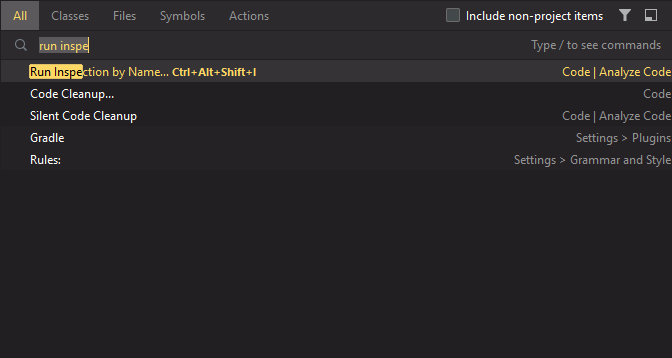 All Classes Files Symbols Actions Include non-project items
run inspe Type / to see commands
Run Inspection by Name... Ctrl+Alt+Shift+I Code | Analyze Code
Code Cleanup... Code
Silent Code Cleanup Code | Analyze Code
Gradle Settings > Plugins
Rules: Settings > Grammar and Style